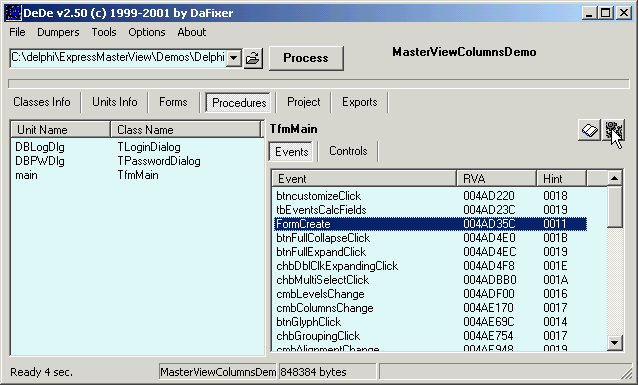 DeDe v2.50 (c) 1999-2001 by DaFixer
File Dumpers Tools Options About
C:\delphi\ExpressMasterView\Demos\Delphi Process MasterViewColumnsDemo
Classes Info Units Info Forms Procedures Project Exports
Unit Name Class Name
DBLogDlg TLoginDialog
DBPWDlg TPasswordDialog
main TfmMain
TfmMain
Events Controls
Event RVA Hint
btncustomizeClick 004AD220 0018
tbEventsCalcFields 004AD23C 0019
FormCreate 004AD35C 0011
btnFullCollapseClick 004AD4E0 001B
btnFullExpandClick 004AD4EC 0019
chbDblClkExpandingClick 004AD4F8 001E
chbMultiSelectClick 004ADBB0 001A
cmbLevelsChange 004ADF00 0016
cmbColumnsChange 004AE170 0017
btnGlyphClick 004AE69C 0014
chbGroupingClick 004AE754 0017
cmbAlignmentChange 004AE948 0019
Ready 4 sec. MasterViewColumnsDem 848384 bytes